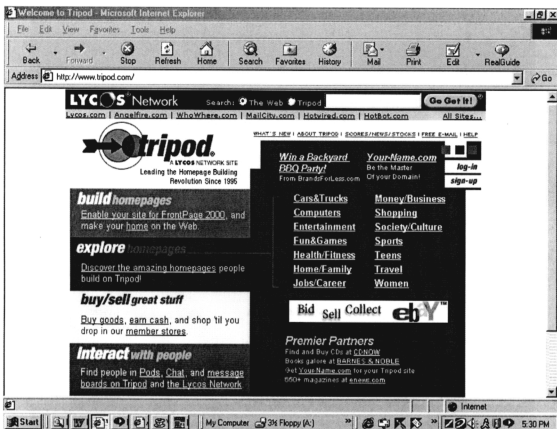 Welcome to Tripod - Microsoft Internet Explorer
File Edit View Favorites Tools Help
Back Forward Stop Refresh Home Search Favorites History Mail Print Edit RealGuide
Address http://www.tripod.com/ Go
LYCOS Network Search: The Web Tripod Go Get It!
Lycos.com | Angelfire.com | WhoWhere.com | MailCity.com | Hotwired.com | HotBot.com All Sites...
WHAT'S NEW | ABOUT TRIPOD | SCORES/NEWS/STOCKS | FREE E-MAIL | HELP
tripod.
A LYCOS NETWORK SITE
Leading the Homepage Building
Revolution Since 1995
Win a Backyard
BBQ Party!
From BrandsForLess.com
Your-Name.com
Be the Master
Of your Domain!
log-in
sign-up
build homepages
Enable your site for FrontPage 2000, and
make your home on the Web.
explore homepages
Discover the amazing homepages people
build on Tripod!
buy/sell great stuff
Buy goods, earn cash, and shop 'til you
drop in our member stores.
interact with people
Find people in Pods, Chat, and message
boards on Tripod and the Lycos Network
Cars&Trucks Money/Business
Computers Shopping
Entertainment Society/Culture
Fun&Games Sports
Health/Fitness Teens
Home/Family Travel
Jobs/Career Women
Bid Sell Collect ebaY™
Premier Partners
Find and Buy CDs at CDNOW
Books galore at BARNES & NOBLE
Get YourName.com for your Tripod site
660+ magazines at enews.com
Internet
Start My Computer 3½ Floppy (A:) 5:30 PM